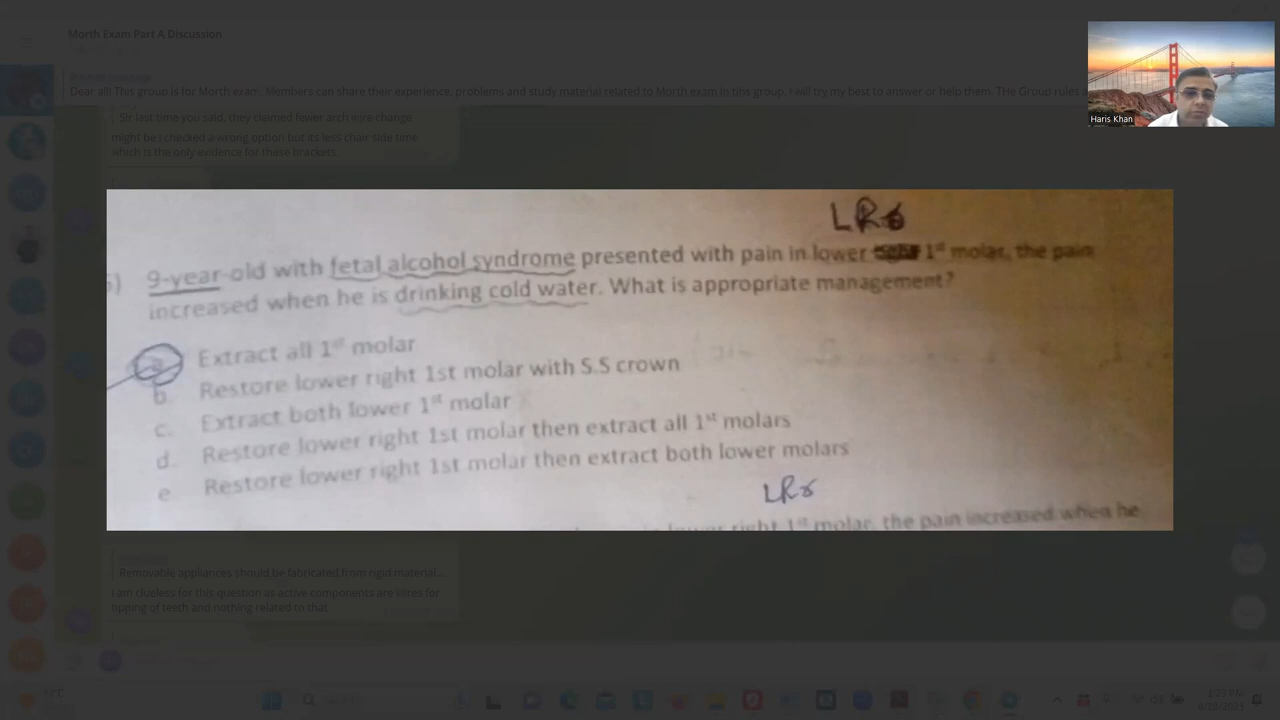 Morth Exam Part A Discussion
Dear all! This group is for Morth exam. Members can share their experience, problems and study material related to Morth exam in this group. I will try my best to answer or help them. THe Group rules
Sir last time you said, they claimed fewer arch wire change
might be i checked a wrong option but its less chair side time
which is the only evidence for these brackets.
Haris Khan
LR6
9-year-old with fetal alcohol syndrome presented with pain in lower 1st molar, the pain
increased when he is drinking cold water. What is appropriate management?
a Extract all 1st molar
b. Restore lower right 1st molar with S.S crown
c. Extract both lower 1st molar
d. Restore lower right 1st molar then extract all 1st molars
e Restore lower right 1st molar then extract both lower molars
LR6
lower right 1st molar, the pain increased when he
Removable appliances should be fabricated from rigid material...
I am clueless for this question as active components are wires for
tipping of teeth and nothing related to that